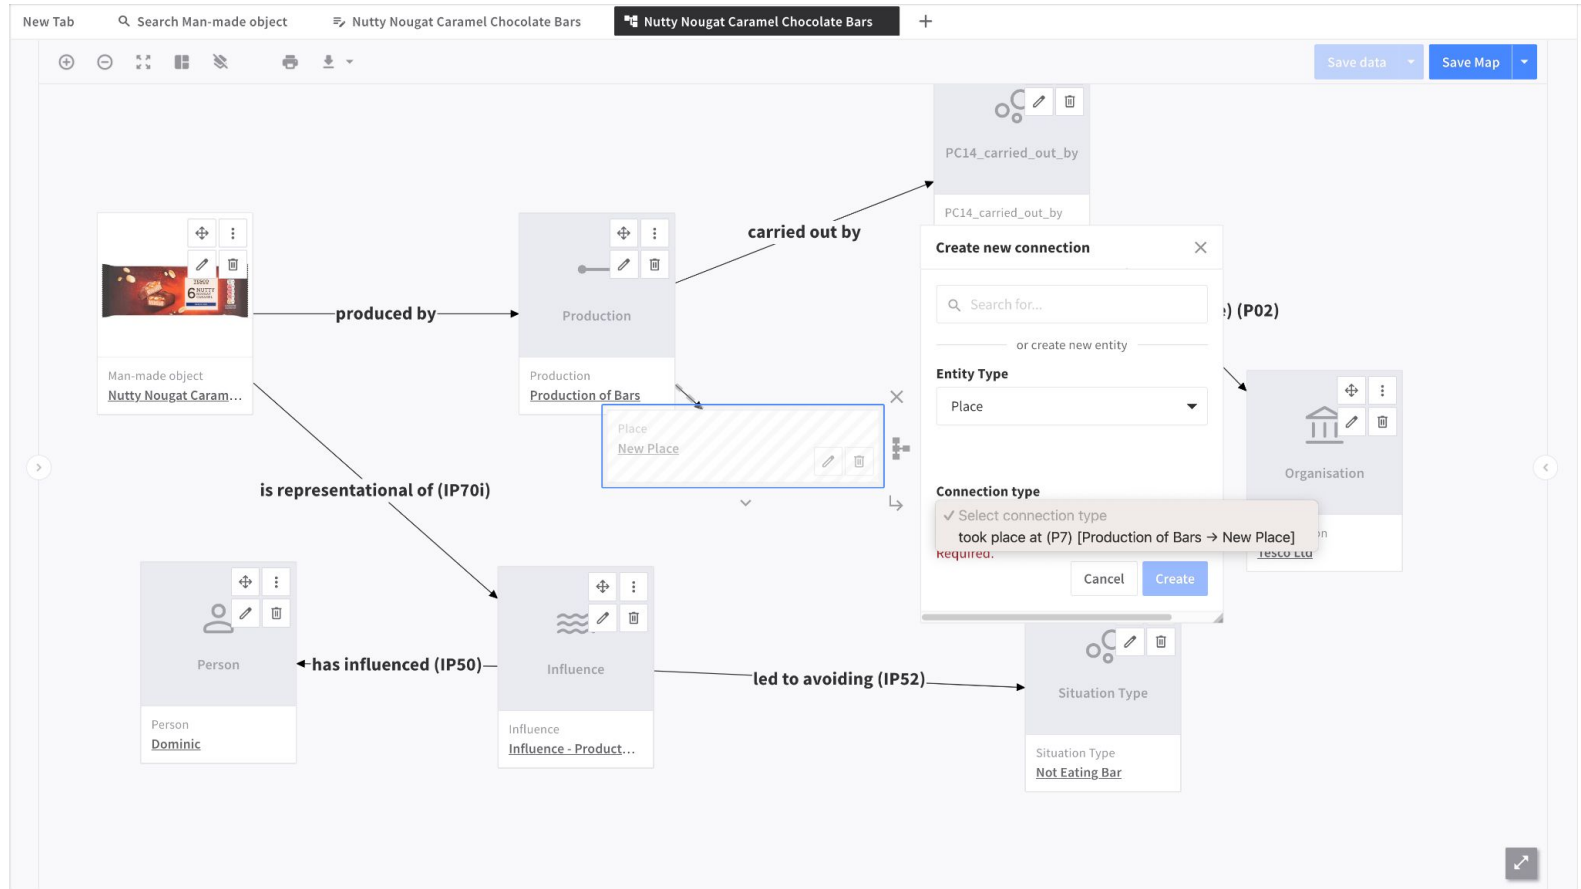 New Tab
Search Man-made object
Nutty Nougat Caramel Chocolate Bars
Nutty Nougat Caramel Chocolate Bars
Save data
Save Map
PC14_carried_out_by
PC14_carried_out_by
carried out by
Create new connection
Search for...
or create new entity
Entity Type
Place
Connection type
Select connection type
took place at (P7) [Production of Bars → New Place]
Required.
Cancel
Create
) (P02)
TESCO
6 NUTTY
Man-made object
Nutty Nougat Caram...
produced by
Production
Production
Production of Bars
Place
New Place
Organisation
Tesco Ltd
is representational of (IP70i)
Person
Person
Dominic
has influenced (IP50)
Influence
Influence
Influence - Product...
led to avoiding (IP52)
Situation Type
Situation Type
Not Eating Bar